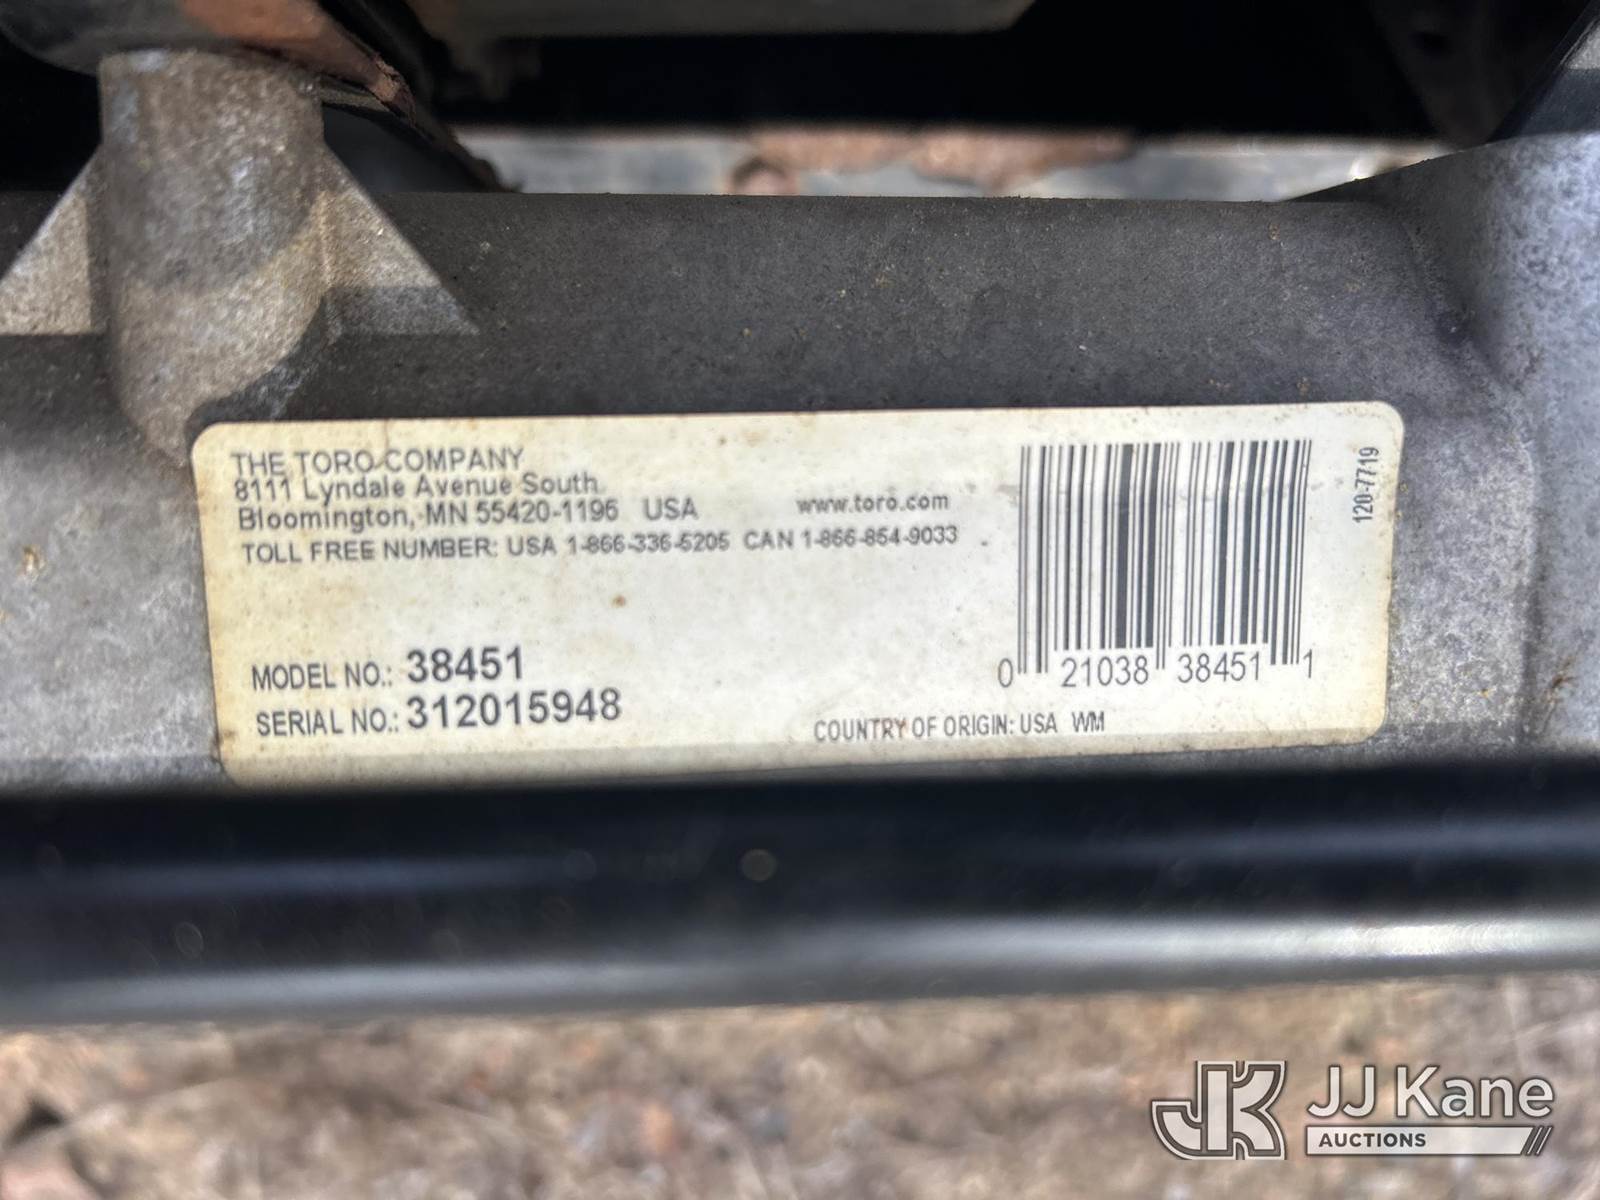 THE TORO COMPANY
8111 Lyndale Avenue South
Bloomington, MN 55420-1196 USA www.toro.com
TOLL FREE NUMBER: USA 1-866-336-5205 CAN 1-866-854-9033
MODEL NO.: 38451
SERIAL NO.: 312015948
0 21038 38451 1
COUNTRY OF ORIGIN: USA WM
120-7719
JJ Kane
AUCTIONS